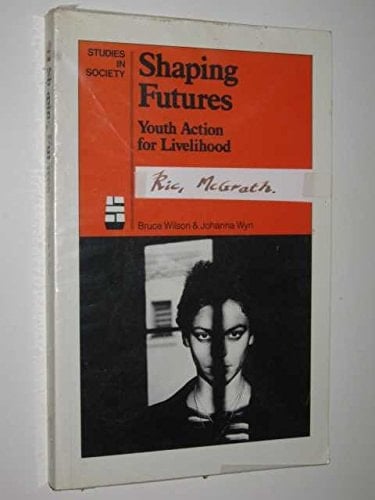 STUDIES
IN
SOCIETY
Shaping
Futures
Youth Action
for Livelihood
Ric, McGrath.
Bruce Wilson & Johanna Wyn